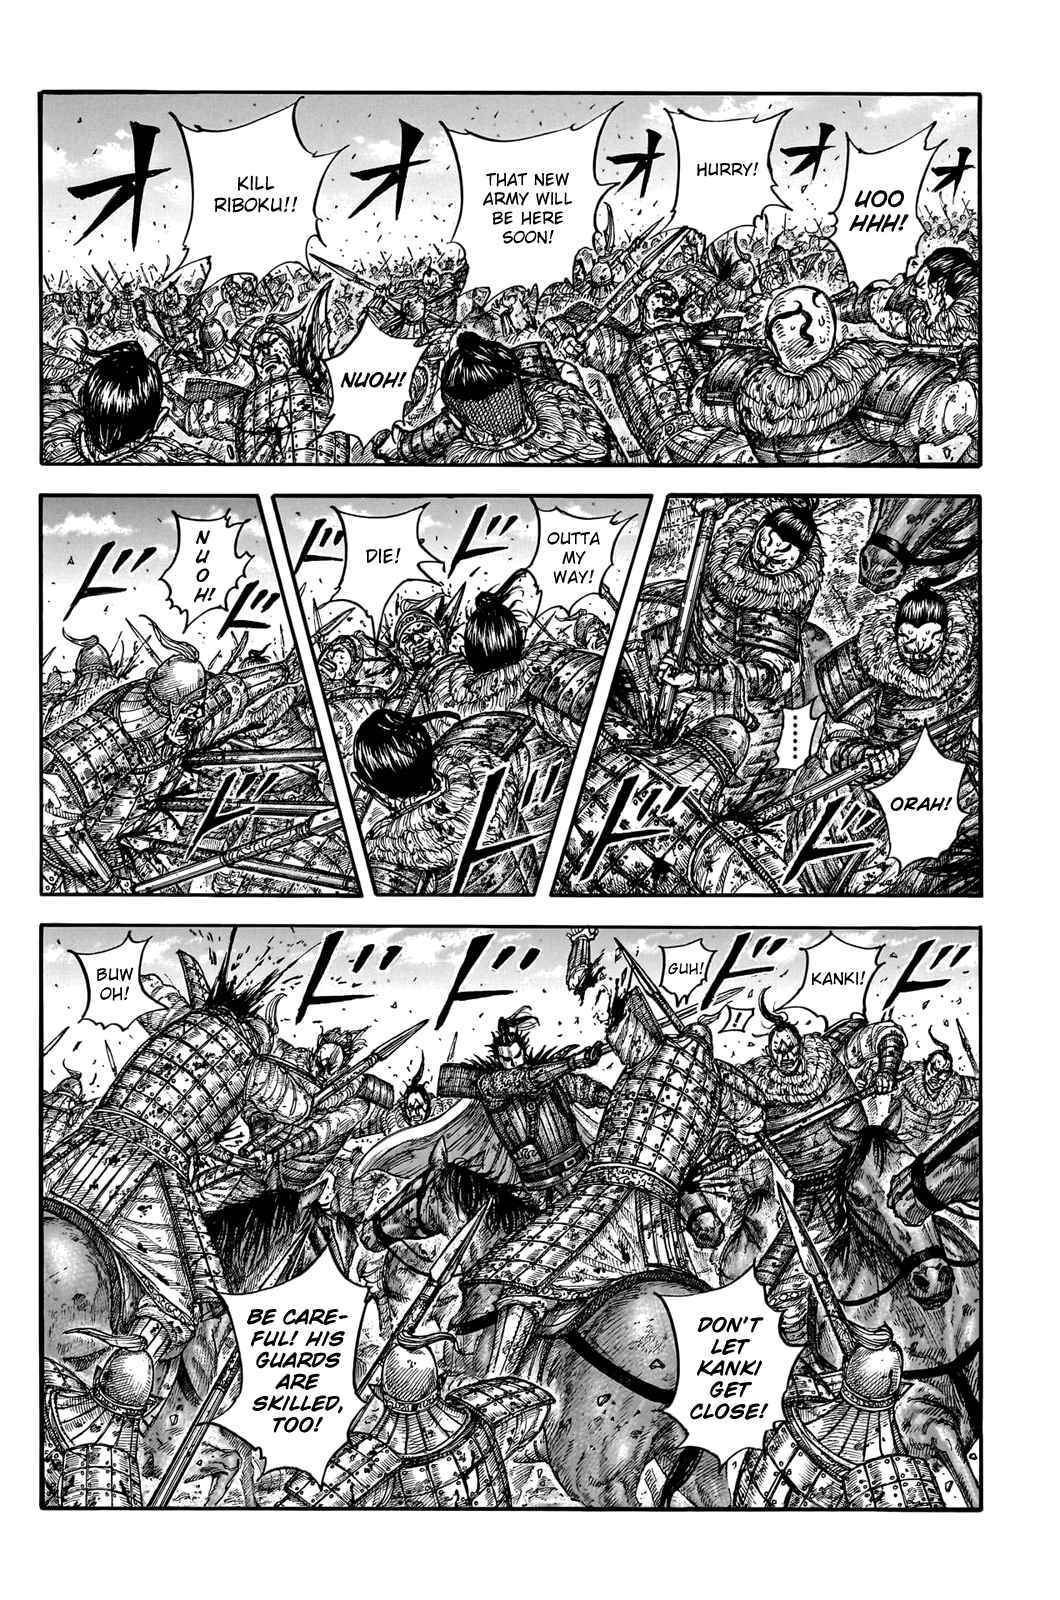 UOO
HHH!
HURRY!
THAT NEW
ARMY WILL
BE HERE
SOON!
KILL
RIBOKU!!
NUOH!
オ
オ
オ
オ
オ
......
ORAH!
ド
ド
OUTTA
MY
WAY!
DIE!
ド
ド
NUOH!
ド
ド
ド
KANKI!
GUH!
!
BUW
OH!
ド
ド
ド
ド
ド
DON'T
LET
KANKI
GET
CLOSE!
BE CARE-
FUL! HIS
GUARDS
ARE
SKILLED,
TOO!